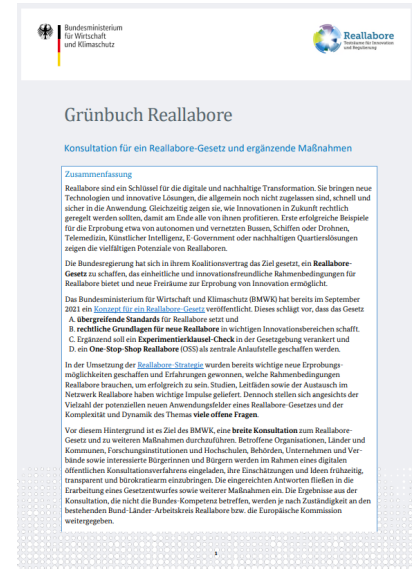 Bundesministerium
für Wirtschaft
und Klimaschutz
Reallabore
Testräume für Innovation
und Regulierung
Grünbuch Reallabore
Konsultation für ein Reallabore-Gesetz und ergänzende Maßnahmen
Zusammenfassung
Reallabore sind ein Schlüssel für die digitale und nachhaltige Transformation. Sie bringen neue
Technologien und innovative Lösungen, die allgemein noch nicht zugelassen sind, schnell und
sicher in die Anwendung. Gleichzeitig zeigen sie, wie Innovationen in Zukunft rechtlich
geregelt werden sollten, damit am Ende alle von ihnen profitieren. Erste erfolgreiche Beispiele
für die Erprobung etwa von autonomen und vernetzten Bussen, Schiffen oder Drohnen,
Telemedizin, Künstlicher Intelligenz, E-Government oder nachhaltigen Quartierslösungen
zeigen die vielfältigen Potenziale von Reallaboren.
Die Bundesregierung hat sich in ihrem Koalitionsvertrag das Ziel gesetzt, ein Reallabore-
Gesetz zu schaffen, das einheitliche und innovationsfreundliche Rahmenbedingungen für
Reallabore bietet und neue Freiräume zur Erprobung von Innovation ermöglicht.
Das Bundesministerium für Wirtschaft und Klimaschutz (BMWK) hat bereits im September
2021 ein Konzept für ein Reallabore-Gesetz veröffentlicht. Dieses schlägt vor, dass das Gesetz
A. übergreifende Standards für Reallabore setzt und
B. rechtliche Grundlagen für neue Reallabore in wichtigen Innovationsbereichen schafft.
C. Ergänzend soll ein Experimentierklausel-Check in der Gesetzgebung verankert und
D. ein One-Stop-Shop Reallabore (OSS) als zentrale Anlaufstelle geschaffen werden.
In der Umsetzung der Reallabore-Strategie wurden bereits wichtige neue Erprobungs-
möglichkeiten geschaffen und Erfahrungen gewonnen, welche Rahmenbedingungen
Reallabore brauchen, um erfolgreich zu sein. Studien, Leitfäden sowie der Austausch im
Netzwerk Reallabore haben wichtige Impulse geliefert. Dennoch stellen sich angesichts der
Vielzahl der potenziellen neuen Anwendungsfelder eines Reallabore-Gesetzes und der
Komplexität und Dynamik des Themas viele offene Fragen.
Vor diesem Hintergrund ist es Ziel des BMWK, eine breite Konsultation zum Reallabore-
Gesetz und zu weiteren Maßnahmen durchzuführen. Betroffene Organisationen, Länder und
Kommunen, Forschungsinstitutionen und Hochschulen, Behörden, Unternehmen und Ver-
bände sowie interessierte Bürgerinnen und Bürgern werden im Rahmen eines digitalen
öffentlichen Konsultationsverfahrens eingeladen, ihre Einschätzungen und Ideen frühzeitig,
transparent und bürokratiearm einzubringen. Die eingereichten Antworten fließen in die
Erarbeitung eines Gesetzentwurfes sowie weiterer Maßnahmen ein. Die Ergebnisse aus der
Konsultation, die nicht die Bundes-Kompetenz betreffen, werden je nach Zuständigkeit an den
bestehenden Bund-Länder-Arbeitskreis Reallabore bzw. die Europäische Kommission
weitergegeben.
1